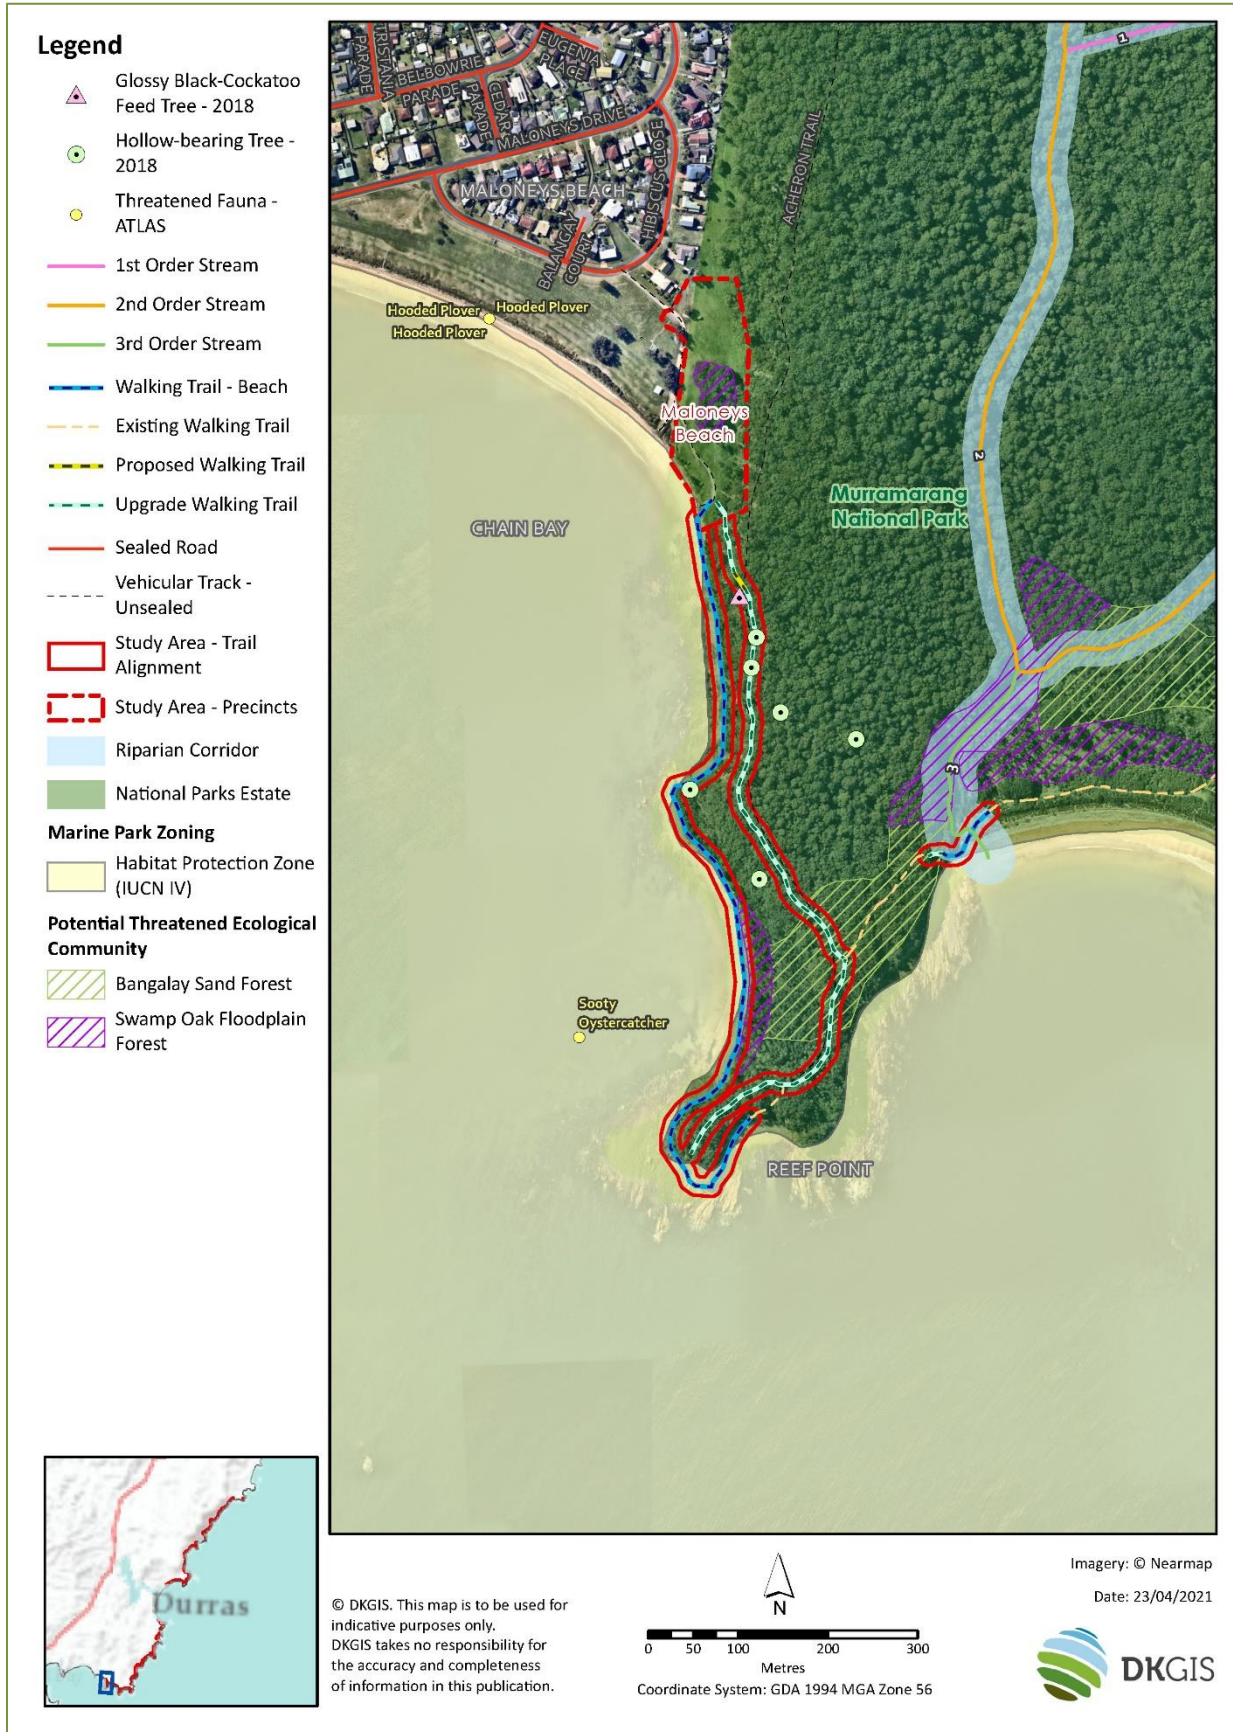 Legend
Glossy Black-Cockatoo
Feed Tree - 2018
Hollow-bearing Tree -
2018
Threatened Fauna -
ATLAS
1st Order Stream
2nd Order Stream
3rd Order Stream
Walking Trail - Beach
Existing Walking Trail
Proposed Walking Trail
Upgrade Walking Trail
Sealed Road
Vehicular Track -
Unsealed
Study Area - Trail
Alignment
Study Area - Precincts
Riparian Corridor
National Parks Estate
Marine Park Zoning
Habitat Protection Zone
(IUCN IV)
Potential Threatened Ecological
Community
Bangalay Sand Forest
Swamp Oak Floodplain
Forest
PARADE
TRISTANIA
BELBOWRIE
PARADE
CEDAR
PARADE
EUGENIA
PLACE
MALONEYS DRIVE
HIBISCUS CLOSE
MALONEYS BEACH
BALANGAY
COURT
ACHERON TRAIL
1
2
3
Hooded Plover
Hooded Plover
Hooded Plover
Maloneys
Beach
Murramarang
National Park
CHAIN BAY
Sooty
Oystercatcher
REEF POINT
Durras
© DKGIS. This map is to be used for
indicative purposes only.
DKGIS takes no responsibility for
the accuracy and completeness
of information in this publication.
N
0 50 100 200 300
Metres
Coordinate System: GDA 1994 MGA Zone 56
Imagery: © Nearmap
Date: 23/04/2021
DKGIS